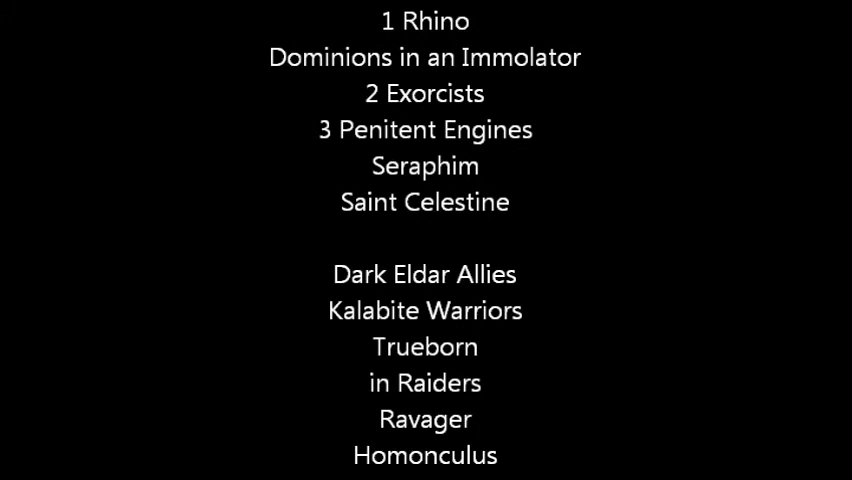 1 Rhino
Dominions in an Immolator
2 Exorcists
3 Penitent Engines
Seraphim
Saint Celestine
Dark Eldar Allies
Kalabite Warriors
Trueborn
in Raiders
Ravager
Homonculus